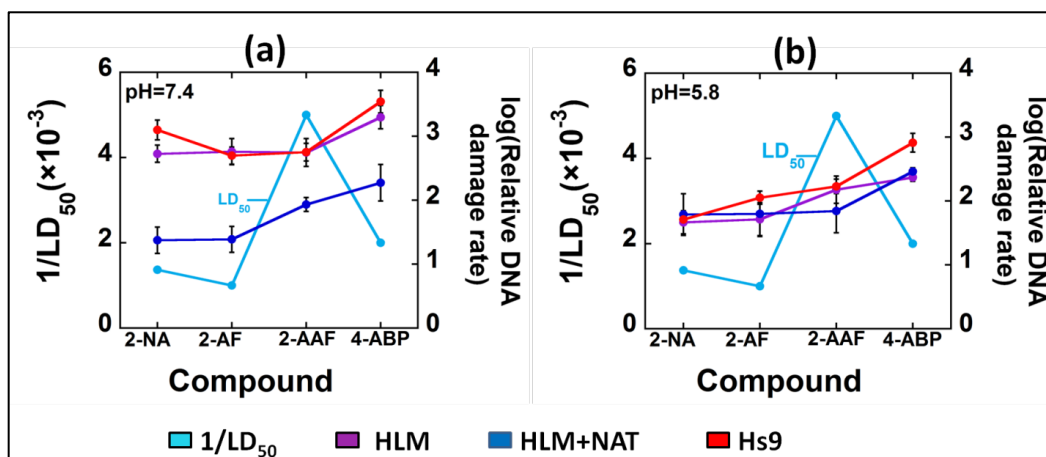 (a)
pH=7.4
1/LD50 (×10-3)
6
4
2
0
LD50
4
3
2
1
0
log(Relative DNA
damage rate)
2-NA 2-AF 2-AAF 4-ABP
Compound
(b)
pH=5.8
1/LD50 (×10-3)
6
4
2
0
LD50
4
3
2
1
0
log(Relative DNA
damage rate)
2-NA 2-AF 2-AAF 4-ABP
Compound
1/LD50 HLM HLM+NAT Hs9